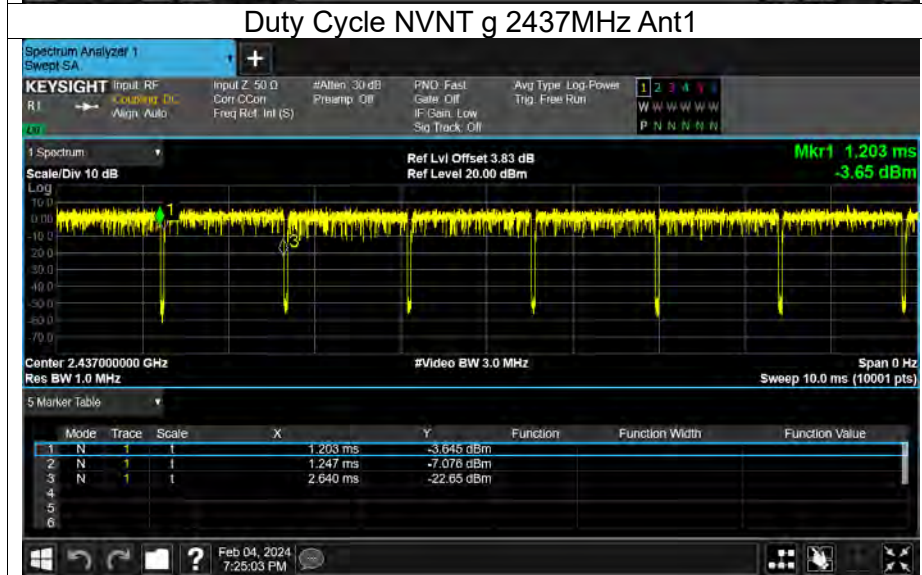 Duty Cycle NVNT g 2437MHz Ant1
Spectrum Analyzer 1
Swept SA
+
KEYSIGHT Input: RF Input Z: 50 Ω #Atten: 30 dB PNO: Fast Avg Type: Log-Power 1 2 3 4 5 6
R1 Coupling: DC Corr CCorr Preamp: Off Gate: Off Trig: Free Run W W W W W W
Align: Auto Freq Ref: Int (S) IF Gain: Low
Sig Track: Off P N N N N N
1 Spectrum Ref Lvl Offset 3.83 dB Mkr1 1.203 ms
Scale/Div 10 dB Ref Level 20.00 dBm -3.65 dBm
Log
10.0
0.00
-10.0
-20.0
-30.0
-40.0
-50.0
-60.0
-70.0
1
3
Center 2.437000000 GHz #Video BW 3.0 MHz Span 0 Hz
Res BW 1.0 MHz Sweep 10.0 ms (10001 pts)
5 Marker Table
Mode Trace Scale X Y Function Function Width Function Value
1 N 1 t 1.203 ms -3.645 dBm
2 N 1 t 1.247 ms -7.076 dBm
3 N 1 t 2.640 ms -22.65 dBm
4
5
6
? Feb 04, 2024
7:25:03 PM